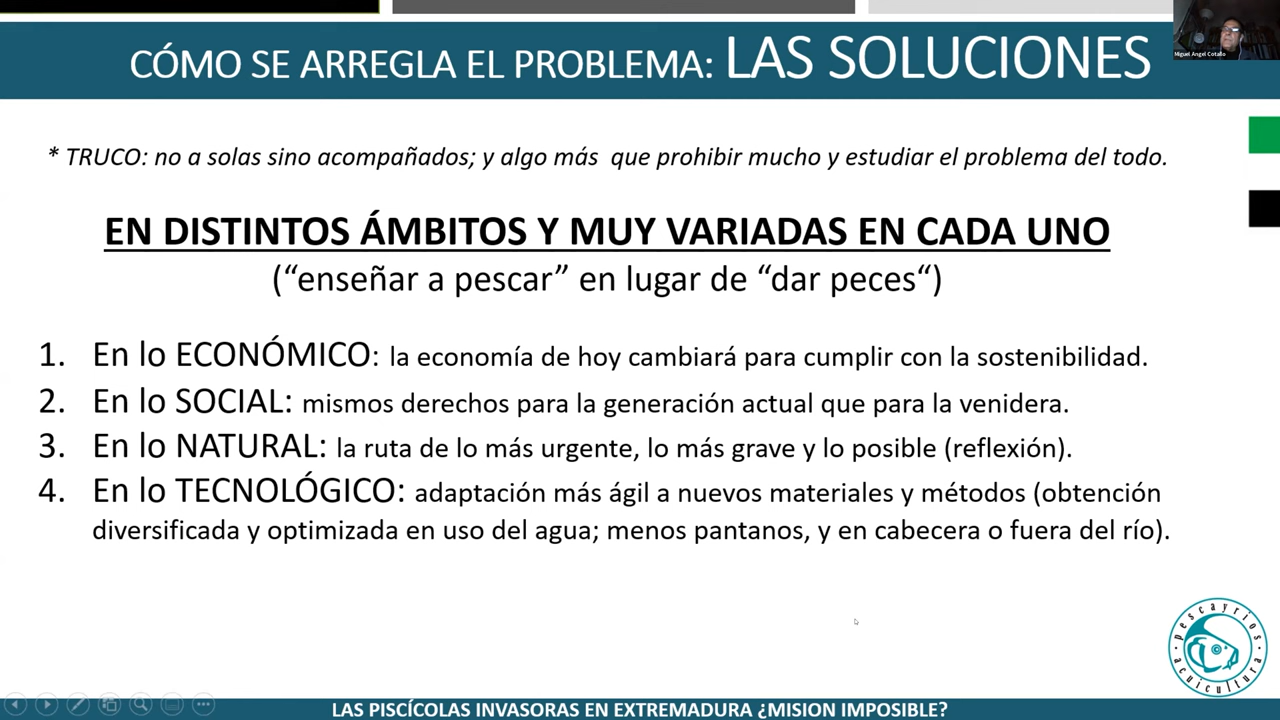 CÓMO SE ARREGLA EL PROBLEMA: LAS SOLUCIONES
Miguel Angel Cotallo
* TRUCO: no a solas sino acompañados; y algo más que prohibir mucho y estudiar el problema del todo.
EN DISTINTOS ÁMBITOS Y MUY VARIADAS EN CADA UNO
(“enseñar a pescar” en lugar de “dar peces“)
1. En lo ECONÓMICO: la economía de hoy cambiará para cumplir con la sostenibilidad.
2. En lo SOCIAL: mismos derechos para la generación actual que para la venidera.
3. En lo NATURAL: la ruta de lo más urgente, lo más grave y lo posible (reflexión).
4. En lo TECNOLÓGICO: adaptación más ágil a nuevos materiales y métodos (obtención
diversificada y optimizada en uso del agua; menos pantanos, y en cabecera o fuera del río).
pescayríos
acuicultura
LAS PISCÍCOLAS INVASORAS EN EXTREMADURA ¿MISION IMPOSIBLE?